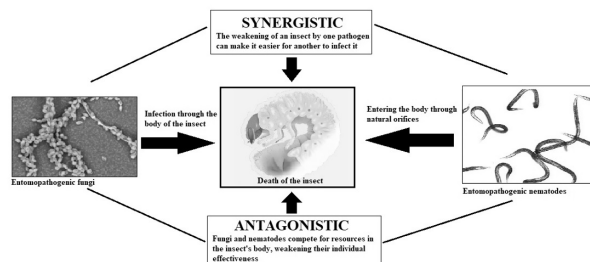 SYNERGISTIC
The weakening of an insect by one pathogen
can make it easier for another to infect it
Infection through the
body of the insect
Entering the body through
natural orifices
Entomopathogenic fungi
Death of the insect
Entomopathogenic nematodes
ANTAGONISTIC
Fungi and nematodes compete for resources in
the insect's body, weakening their individual
effectiveness